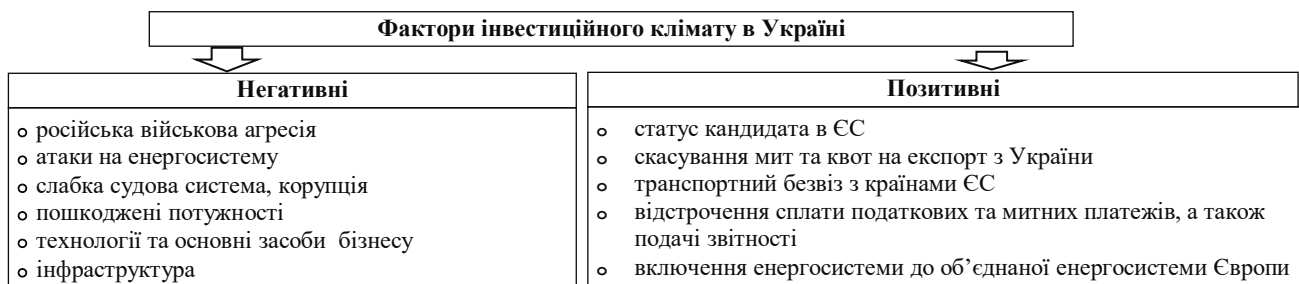 Фактори інвестиційного клімату в Україні
Негативні
o російська військова агресія
o атаки на енергосистему
o слабка судова система, корупція
o пошкоджені потужності
o технології та основні засоби бізнесу
o інфраструктура
Позитивні
o статус кандидата в ЄС
o скасування мит та квот на експорт з України
o транспортний безвіз з країнами ЄС
o відстрочення сплати податкових та митних платежів, а також
подачі звітності
o включення енергосистеми до об’єднаної енергосистеми Європи